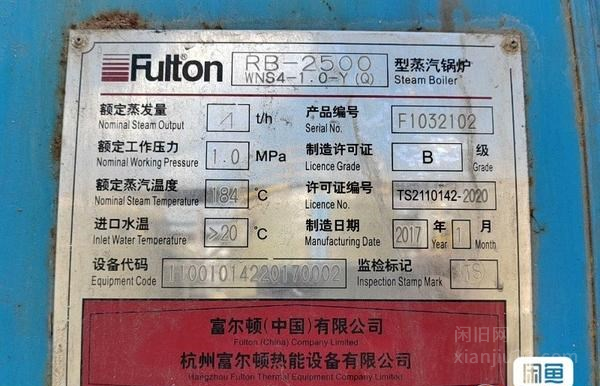 Fulton RB-2500 型蒸汽锅炉
WNS4-1.0-Y(Q) Steam Boiler
额定蒸发量 4 t/h 产品编号 F1032102
Nominal Steam Output Serial No.
额定工作压力 1.0 MPa 制造许可证 B 级
Nominal Working Pressure Licence Grade Grade
额定蒸汽温度 184 °C 许可证编号 TS2110142-2020
Nominal Steam Temperature Licence No.
进口水温 >20 °C 制造日期 2017 年 1 月
Inlet Water Temperature Manufacturing Date Year Month
设备代码 11001014220170002 监检标记 TS
Equipment Code Inspection Stamp Mark
富尔顿(中国)有限公司
Fulton (China) Company Limited
杭州富尔顿热能设备有限公司
Hangzhou Fulton Thermal Equipment Company Limited
闲旧网
闲鱼